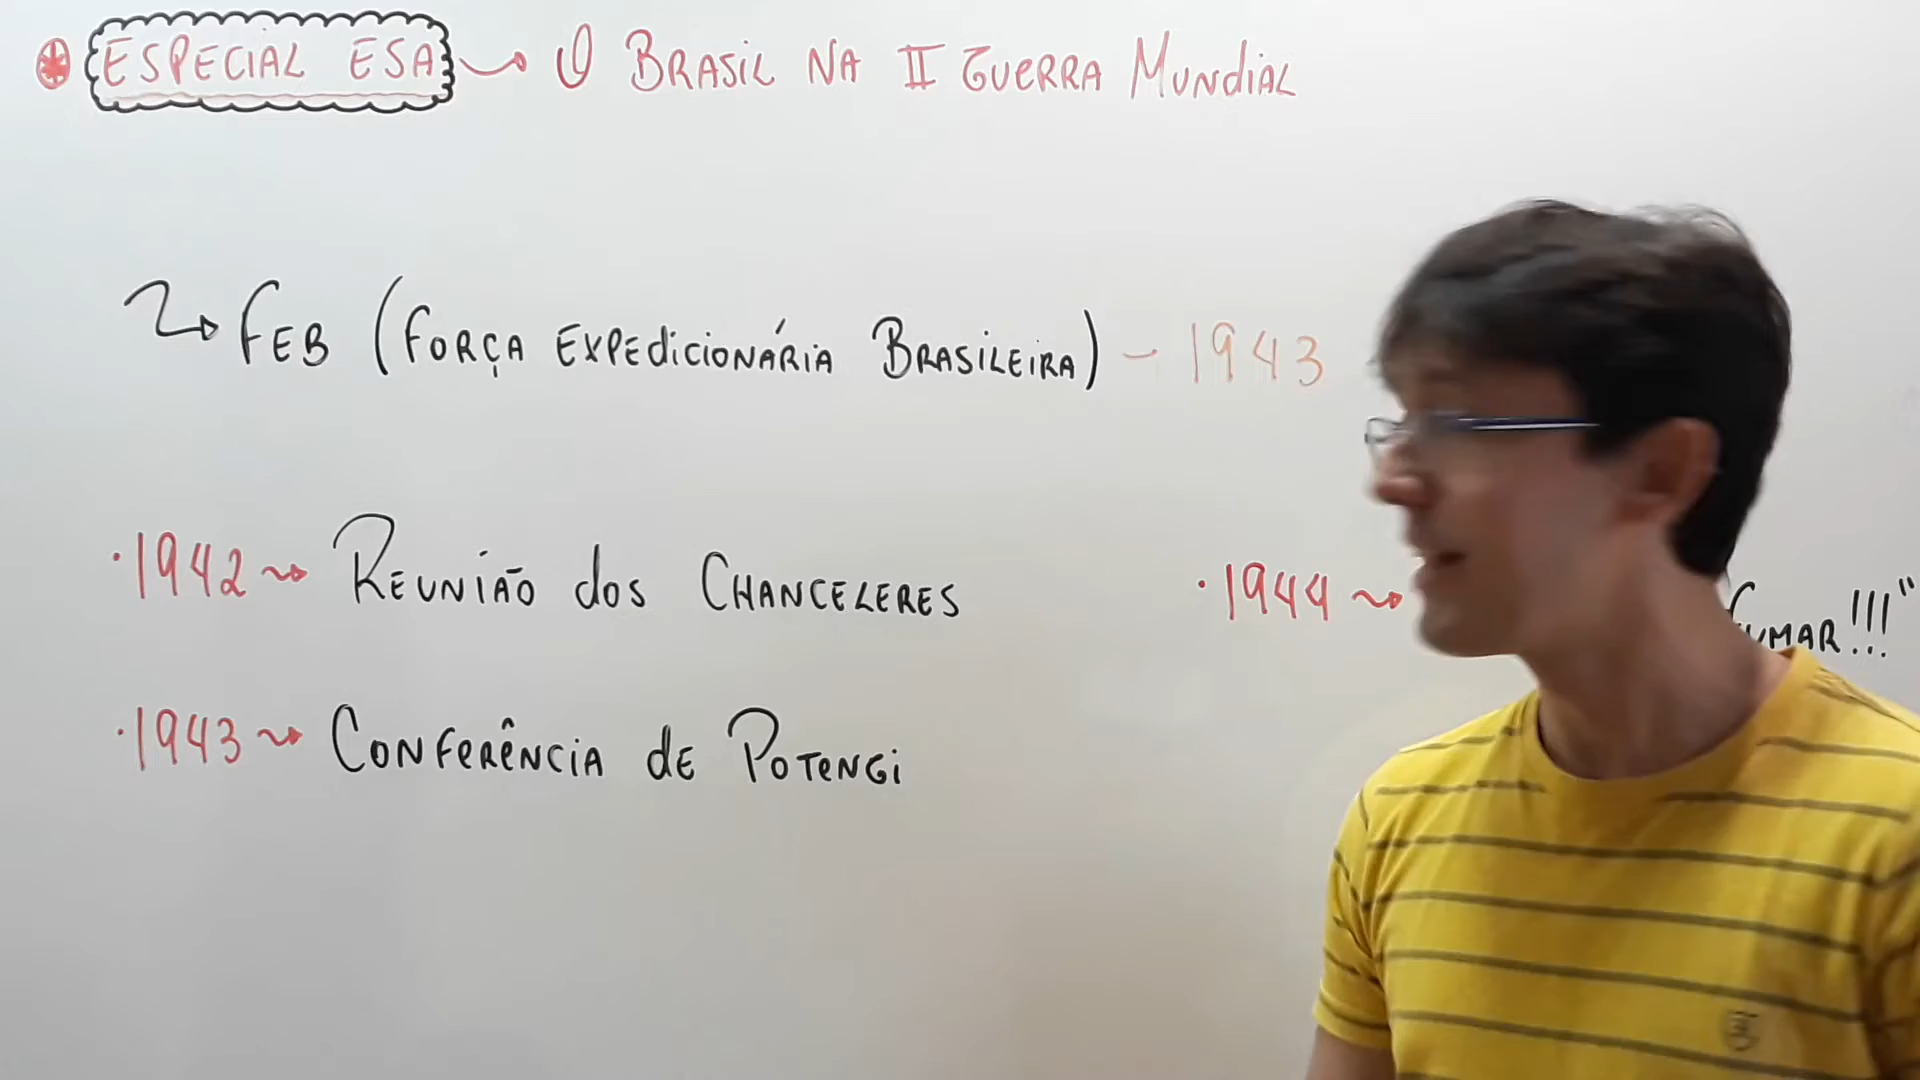 ESPECIAL ESA O BRASIL NA II GUERRA MUNDIAL
FEB (FORÇA EXPEDICIONÁRIA BRASILEIRA) - 1943
·1942 REUNIÃO dOS CHANCELERES
·1944 FUMAR!!!"
·1943 CONFERÊNCIA dE POTENGI